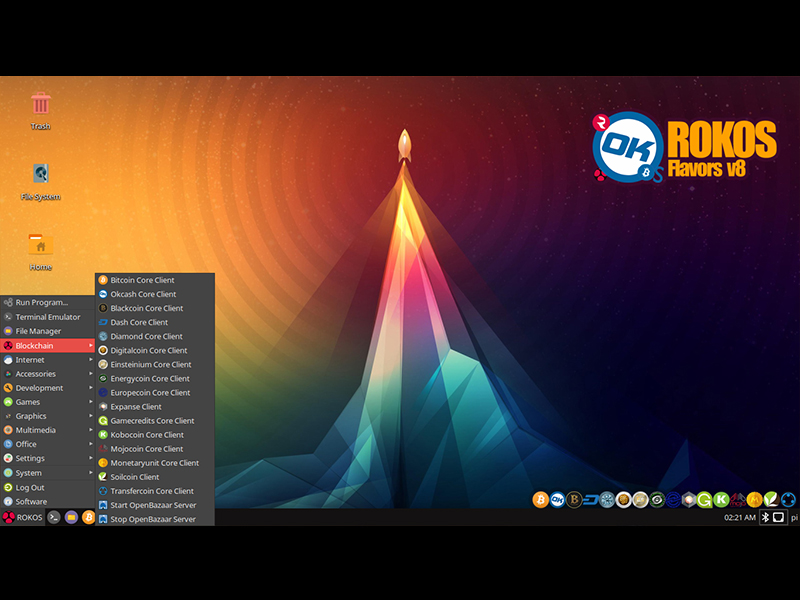 Trash
File System
Home
OK
R
OS
ROKOS
Flavors v8
Run Program...
Terminal Emulator
File Manager
Blockchain
Internet
Accessories
Development
Games
Graphics
Multimedia
Office
Settings
System
Log Out
Software
Bitcoin Core Client
Okcash Core Client
Blackcoin Core Client
Dash Core Client
Diamond Core Client
Digitalcoin Core Client
Einsteinium Core Client
Energycoin Core Client
Europecoin Core Client
Expanse Client
Gamecredits Core Client
Kobocoin Core Client
Mojocoin Core Client
Monetaryunit Core Client
Soilcoin Client
Transfercoin Core Client
Start OpenBazaar Server
Stop OpenBazaar Server
ROKOS
02:21 AM
pi